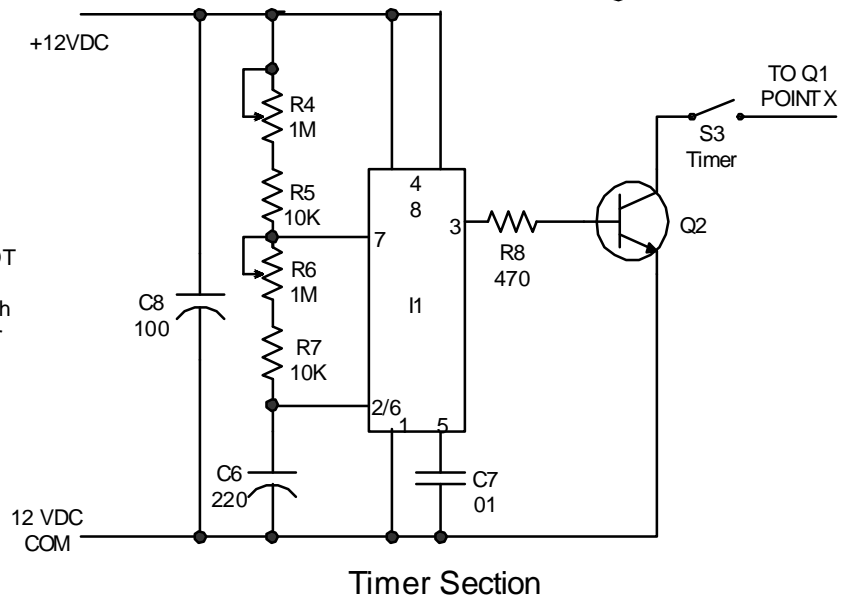 +12VDC
TO Q1
POINT X
S3
Timer
R4
1M
R5
10K
4
8
3
7
R8
470
Q2
R6
1M
I1
C8
100
R7
10K
2/6
1
5
C6
220
C7
01
12 VDC
COM
Timer Section